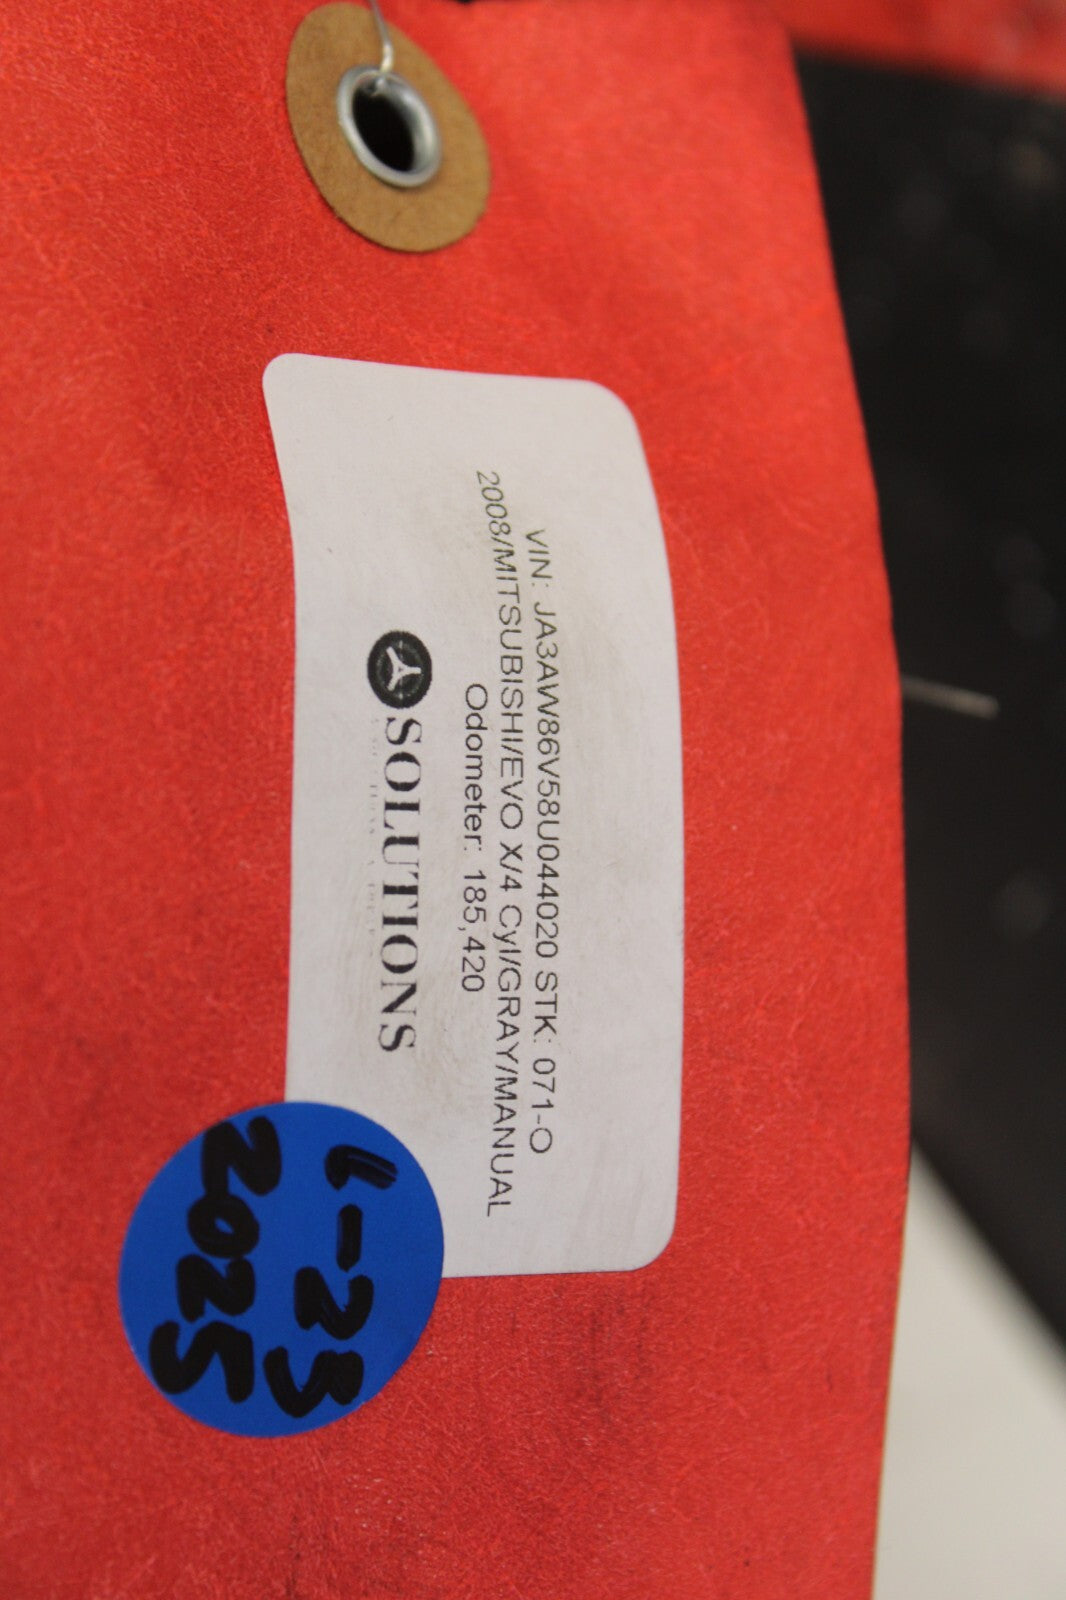 VIN: JA3AW86V58U044020 STK: 071-O
2008/MITSUBISHI/EVO X/4 Cyl/GRAY/MANUAL
Odometer: 185,420
SOLUTIONS
1-23
2025